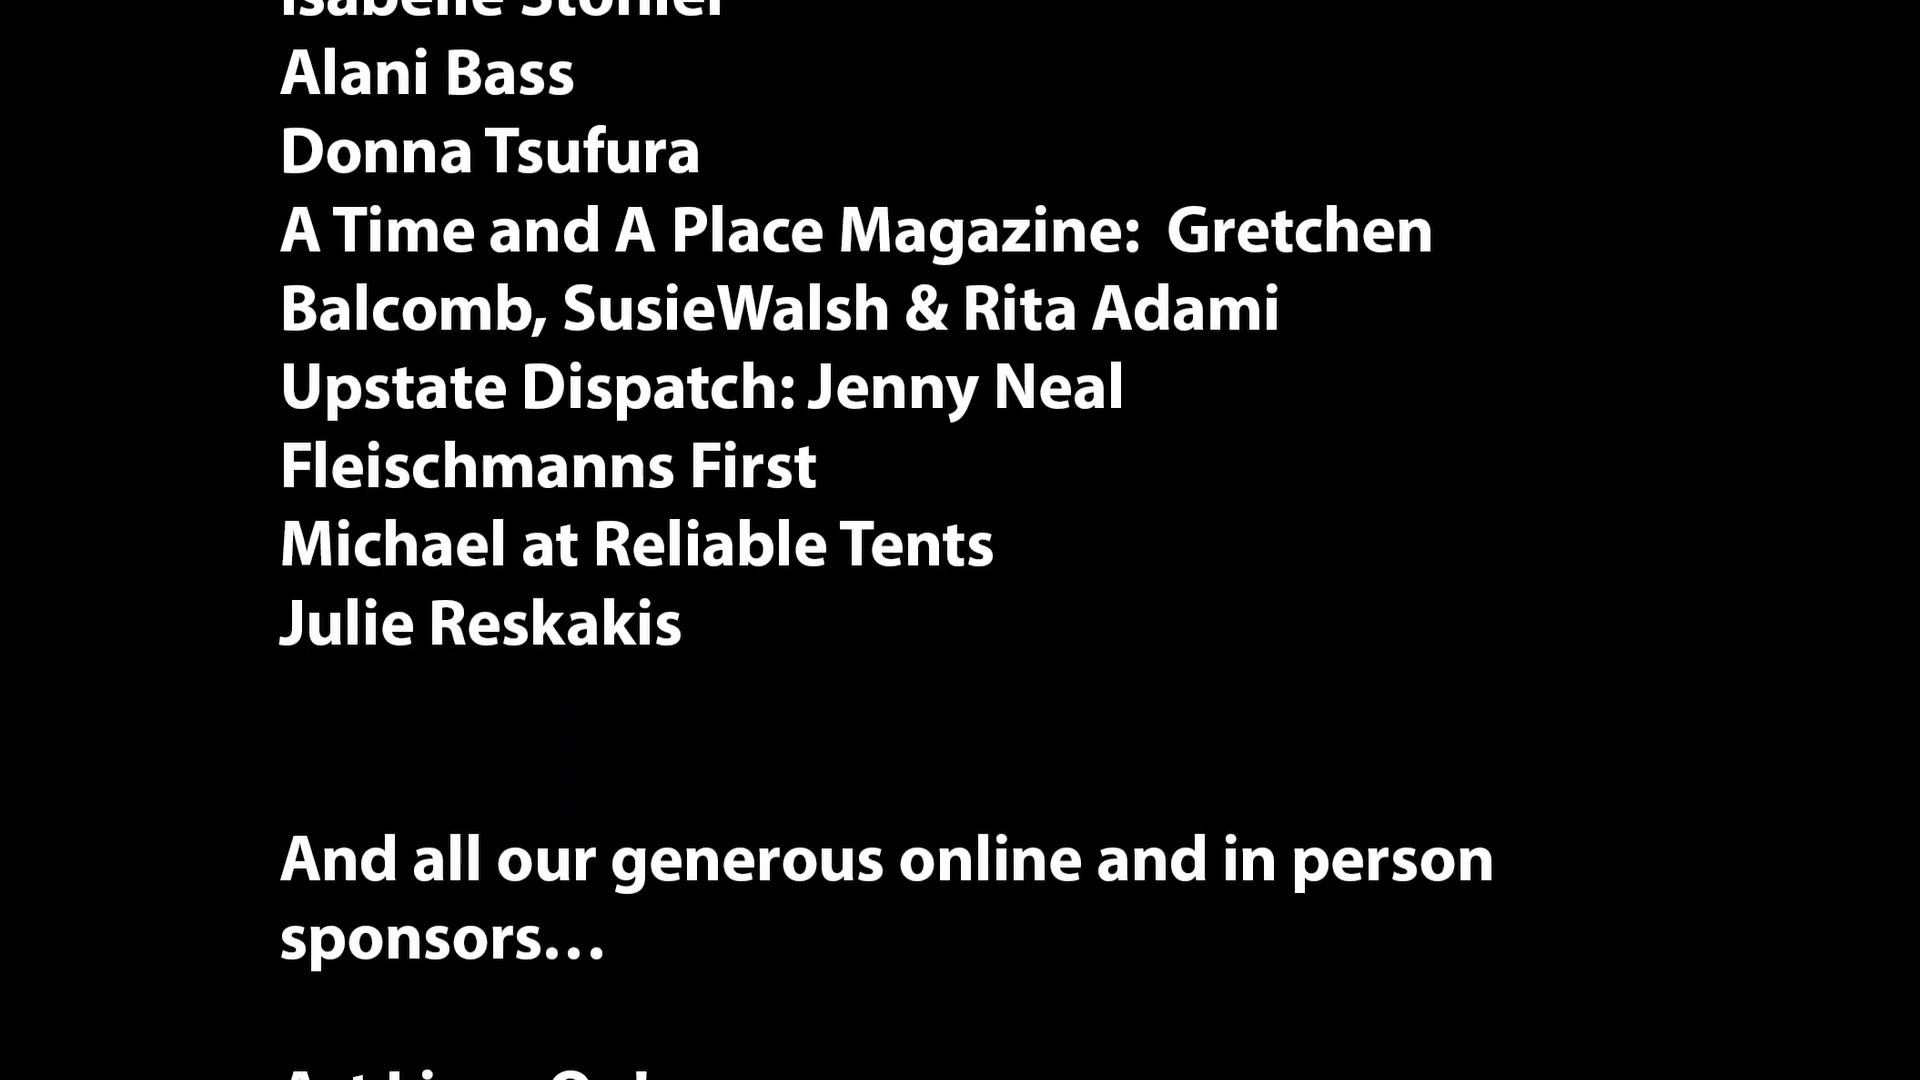 Isabelle
Alani Bass
Donna Tsufura
A Time and A Place Magazine:  Gretchen
Balcomb, SusieWalsh & Rita Adami
Upstate Dispatch: Jenny Neal
Fleischmanns First
Michael at Reliable Tents
Julie Reskakis
And all our generous online and in person
sponsors…